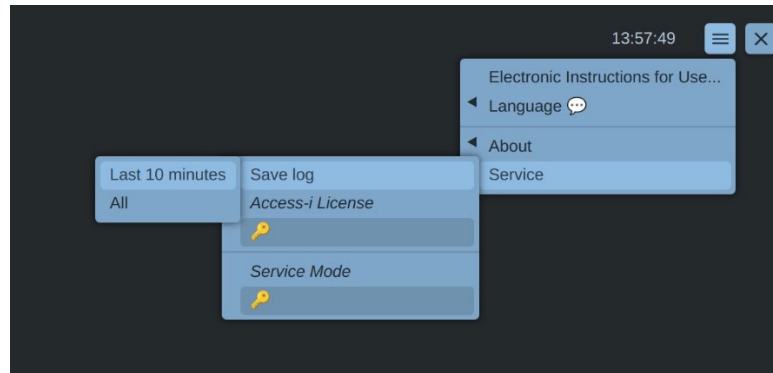 13:57:49
Electronic Instructions for Use...
Language
About
Service
Save log
Access-i License
Service Mode
Last 10 minutes
All